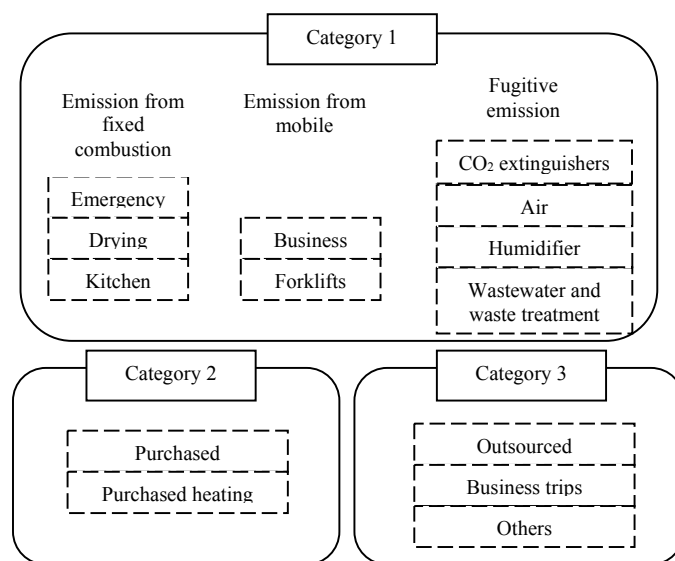 Category 1
Emission from
fixed
combustion
Emergency
Drying
Kitchen
Emission from
mobile
Business
Forklifts
Fugitive
emission
CO₂ extinguishers
Air
Humidifier
Wastewater and
waste treatment
Category 2
Purchased
Purchased heating
Category 3
Outsourced
Business trips
Others